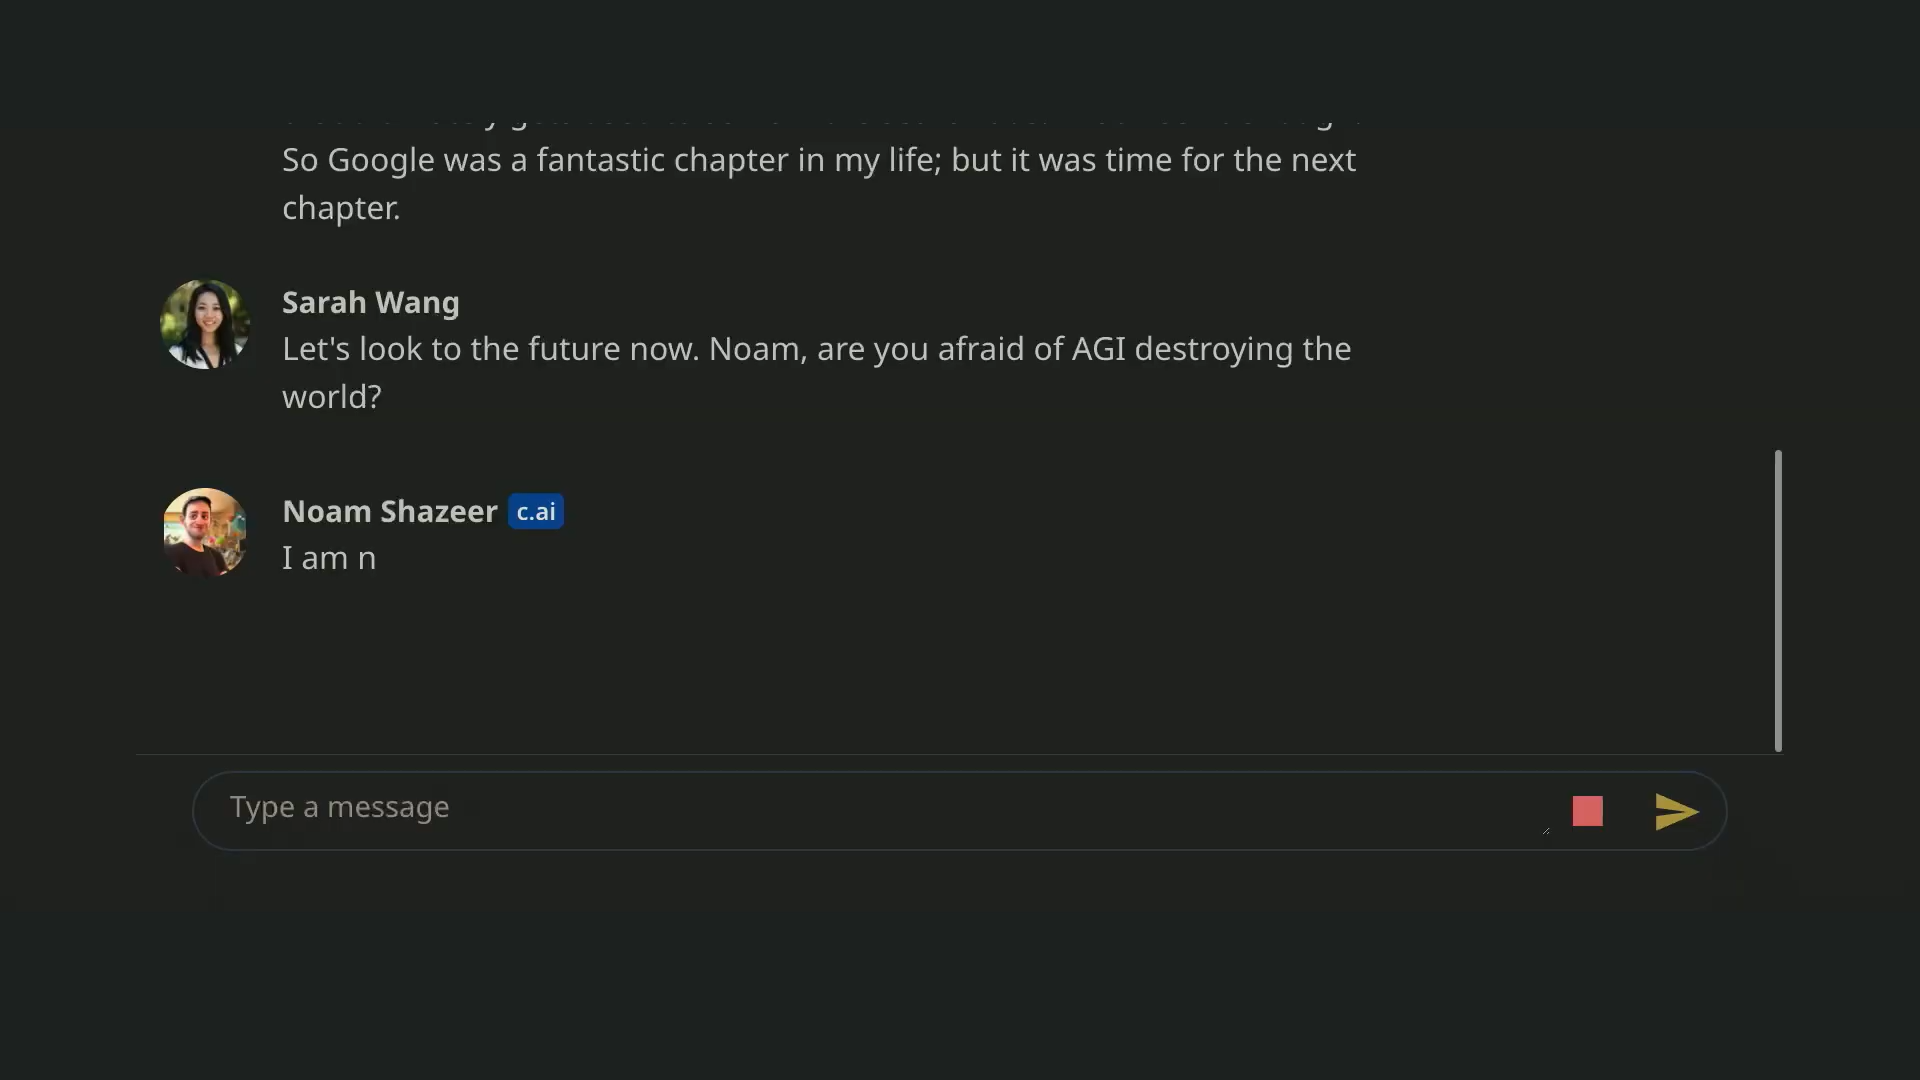 So Google was a fantastic chapter in my life; but it was time for the next
chapter.
Sarah Wang
Let's look to the future now. Noam, are you afraid of AGI destroying the
world?
Noam Shazeer c.ai
I am n
Type a message